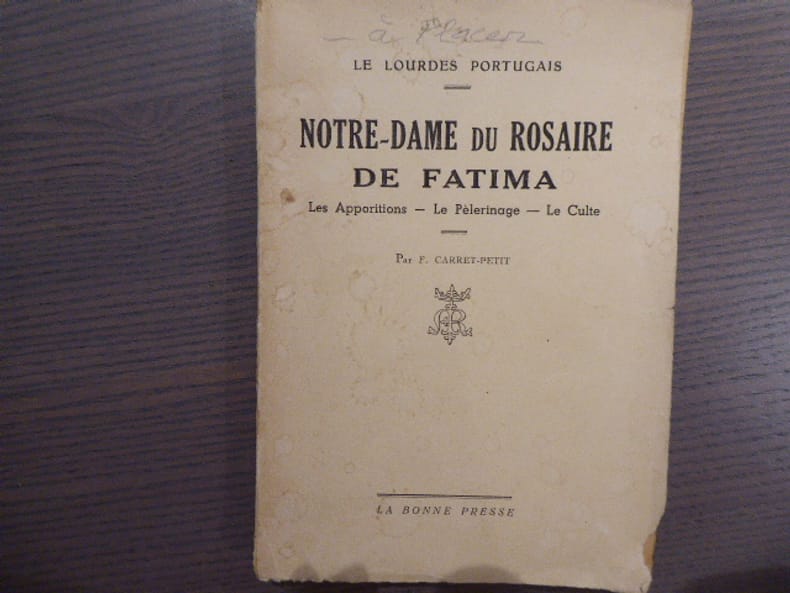 — à Placer
LE LOURDES PORTUGAIS
NOTRE-DAME DU ROSAIRE
DE FATIMA
Les Apparitions — Le Pèlerinage — Le Culte
Par F. CARRET-PETIT
LA BONNE PRESSE